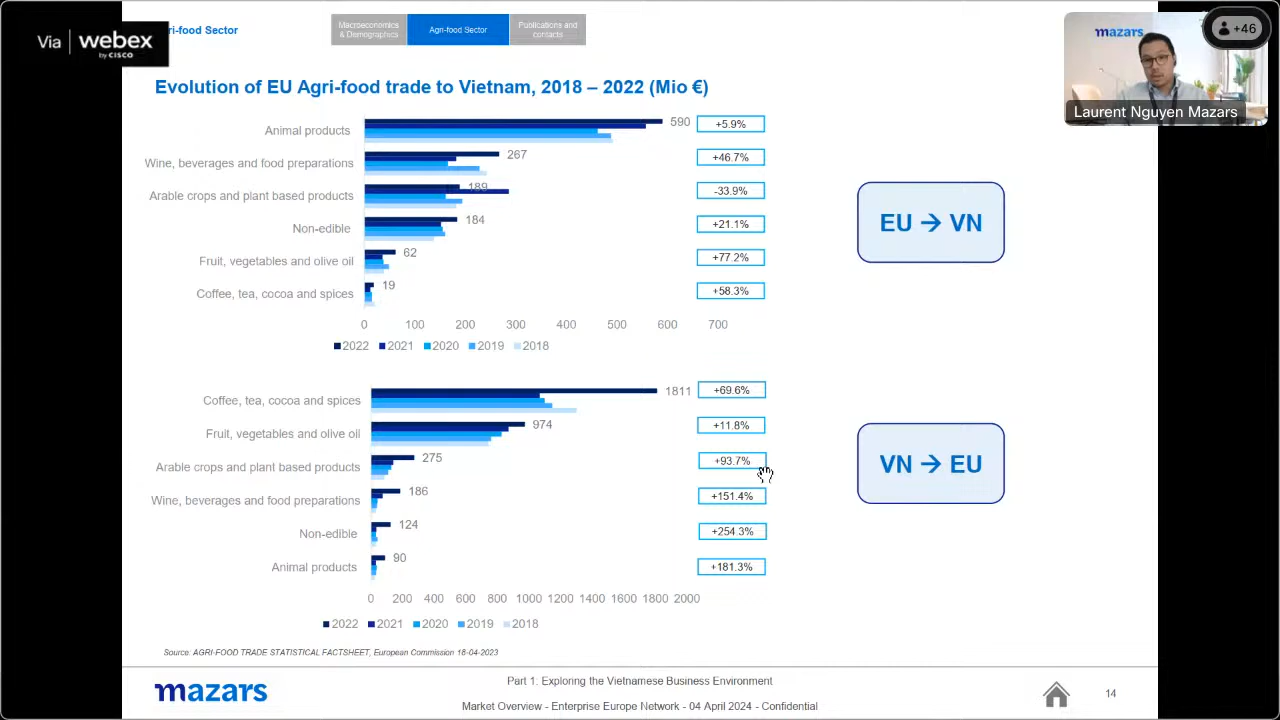 Via webex
by CISCO
ri-food Sector
Macroeconomics
& Demographics
Agri-food Sector
Publications and
contacts
mazars
+46
Laurent Nguyen Mazars
Evolution of EU Agri-food trade to Vietnam, 2018 – 2022 (Mio €)
Animal products 590 +5.9%
Wine, beverages and food preparations 267 +46.7%
Arable crops and plant based products 189 -33.9%
Non-edible 184 +21.1%
Fruit, vegetables and olive oil 62 +77.2%
Coffee, tea, cocoa and spices 19 +58.3%
0 100 200 300 400 500 600 700
2022 2021 2020 2019 2018
EU → VN
Coffee, tea, cocoa and spices 1811 +69.6%
Fruit, vegetables and olive oil 974 +11.8%
Arable crops and plant based products 275 +93.7%
Wine, beverages and food preparations 186 +151.4%
Non-edible 124 +254.3%
Animal products 90 +181.3%
0 200 400 600 800 1000 1200 1400 1600 1800 2000
2022 2021 2020 2019 2018
VN → EU
Source: AGRI-FOOD TRADE STATISTICAL FACTSHEET, European Commission 18-04-2023
mazars
Part 1. Exploring the Vietnamese Business Environment
Market Overview - Enterprise Europe Network - 04 April 2024 - Confidential
14